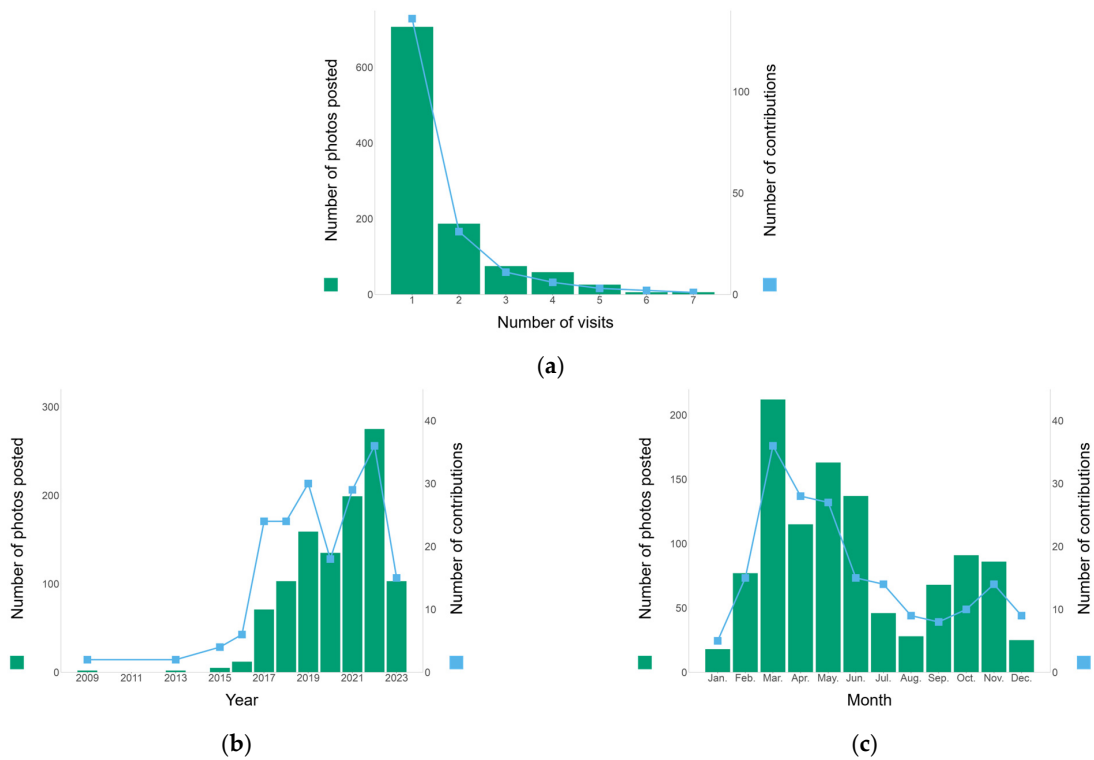 Number of photos posted
600
400
200
0
1 2 3 4 5 6 7
Number of visits
100
50
0
Number of contributions
(a)
Number of photos posted
300
200
100
0
2009 2011 2013 2015 2017 2019 2021 2023
Year
40
30
20
10
0
Number of contributions
(b)
Number of photos posted
200
150
100
50
0
Jan. Feb. Mar. Apr. May. Jun. Jul. Aug. Sep. Oct. Nov. Dec.
Month
40
30
20
10
0
Number of contributions
(c)